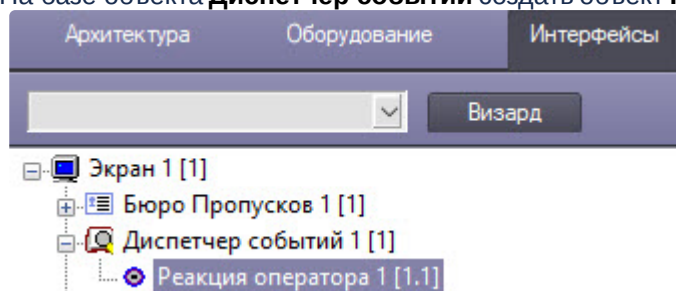 На базе объекта Диспетчер событий создать объект
Архитектура Оборудование Интерфейсы
Визард
Экран 1 [1]
Бюро Пропусков 1 [1]
Диспетчер событий 1 [1]
Реакция оператора 1 [1.1]